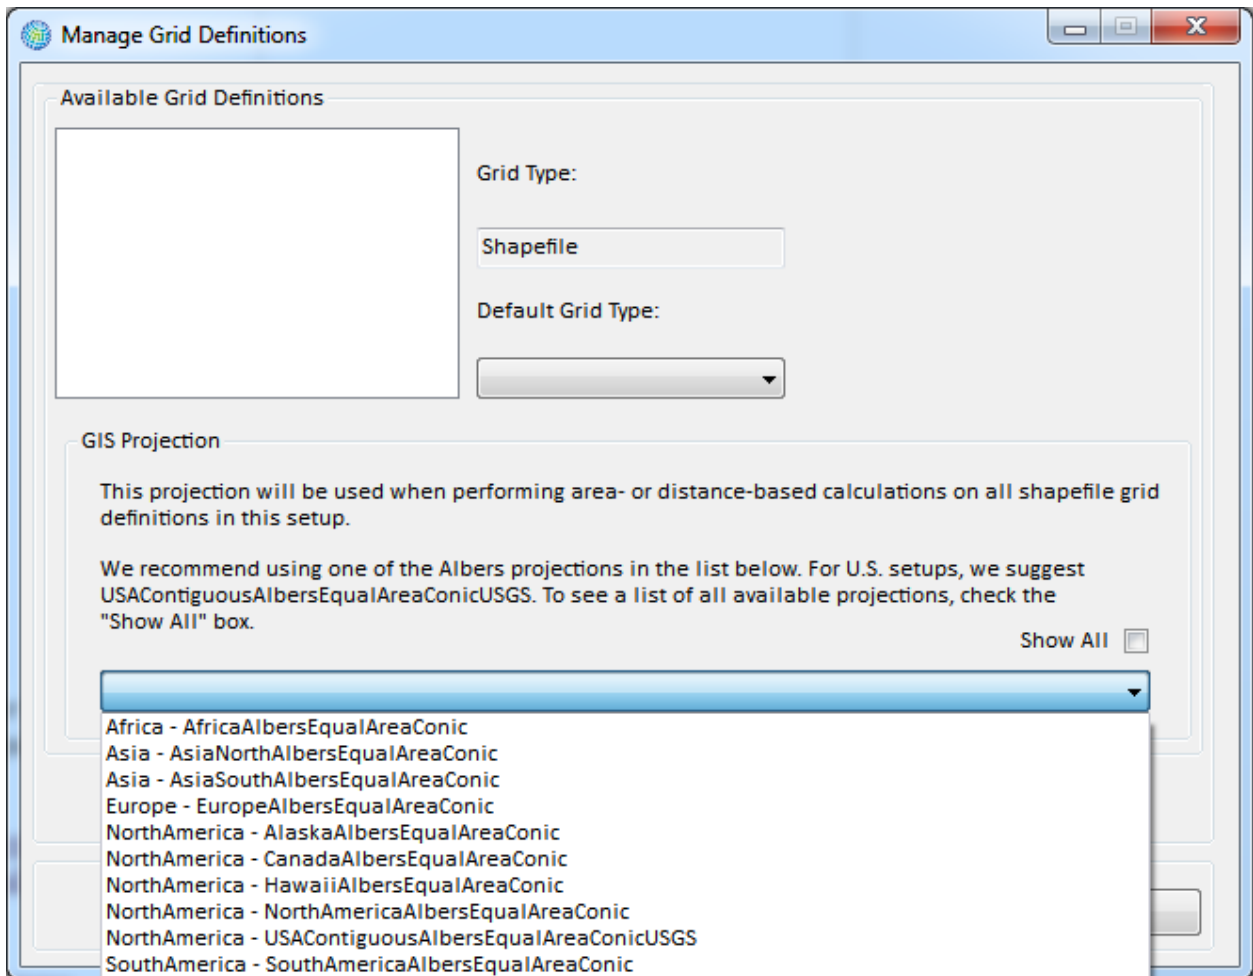 Manage Grid Definitions
Available Grid Definitions
Grid Type:
Shapefile
Default Grid Type:
GIS Projection
This projection will be used when performing area- or distance-based calculations on all shapefile grid
definitions in this setup.
We recommend using one of the Albers projections in the list below. For U.S. setups, we suggest
USAContiguousAlbersEqualAreaConicUSGS. To see a list of all available projections, check the
"Show All" box.
Show All
Africa - AfricaAlbersEqualAreaConic
Asia - AsiaNorthAlbersEqualAreaConic
Asia - AsiaSouthAlbersEqualAreaConic
Europe - EuropeAlbersEqualAreaConic
NorthAmerica - AlaskaAlbersEqualAreaConic
NorthAmerica - CanadaAlbersEqualAreaConic
NorthAmerica - HawaiiAlbersEqualAreaConic
NorthAmerica - NorthAmericaAlbersEqualAreaConic
NorthAmerica - USAContiguousAlbersEqualAreaConicUSGS
SouthAmerica - SouthAmericaAlbersEqualAreaConic